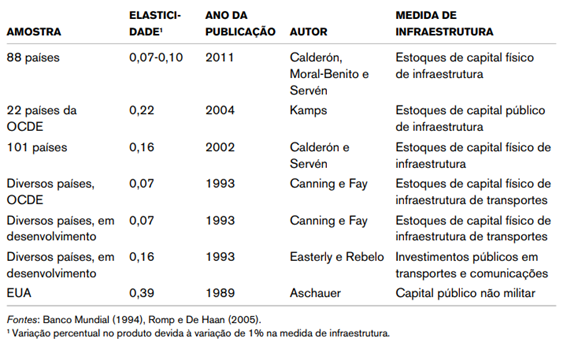 AMOSTRA ELASTICI-DADE¹ ANO DA PUBLICAÇÃO AUTOR MEDIDA DE INFRAESTRUTURA
88 países 0,07-0,10 2011 Calderón, Estoques de capital físico
Moral-Benito e de infraestrutura
Servén
22 países da 0,22 2004 Kamps Estoques de capital público
OCDE de infraestrutura
101 países 0,16 2002 Calderón e Estoques de capital físico de
Servén infraestrutura
Diversos países, 0,07 1993 Canning e Fay Estoques de capital físico de
OCDE infraestrutura de transportes
Diversos países, em 0,07 1993 Canning e Fay Estoques de capital físico de
desenvolvimento infraestrutura de transportes
Diversos países, em 0,16 1993 Easterly e Rebelo Investimentos públicos em
desenvolvimento transportes e comunicações
EUA 0,39 1989 Aschauer Capital público não militar
Fontes: Banco Mundial (1994), Romp e De Haan (2005).
¹ Variação percentual no produto devida à variação de 1% na medida de infraestrutura.